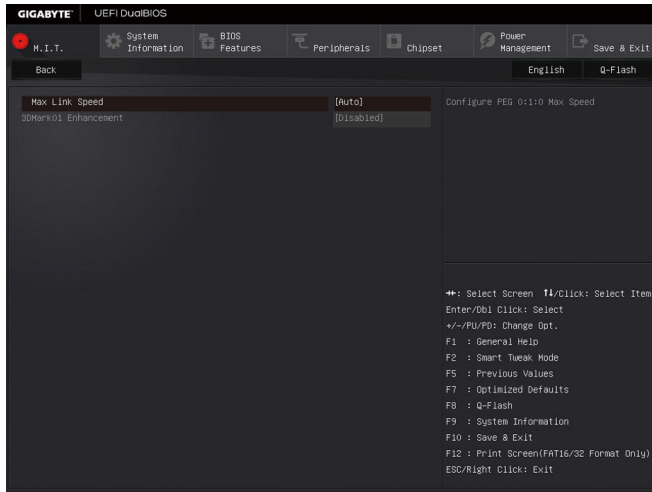 GIGABYTE™ UEFI DualBIOS
M.I.T.
System Information
BIOS Features
Peripherals
Chipset
Power Management
Save & Exit
Back
English
Q-Flash
Max Link Speed [Auto]
3DMark01 Enhancement [Disabled]
Configure PEG 0:1:0 Max Speed
→←: Select Screen ↑↓/Click: Select Item
Enter/Dbl Click: Select
+/-/PU/PD: Change Opt.
F1 : General Help
F2 : Smart Tweak Mode
F5 : Previous Values
F7 : Optimized Defaults
F8 : Q-Flash
F9 : System Information
F10 : Save & Exit
F12 : Print Screen(FAT16/32 Format Only)
ESC/Right Click: Exit